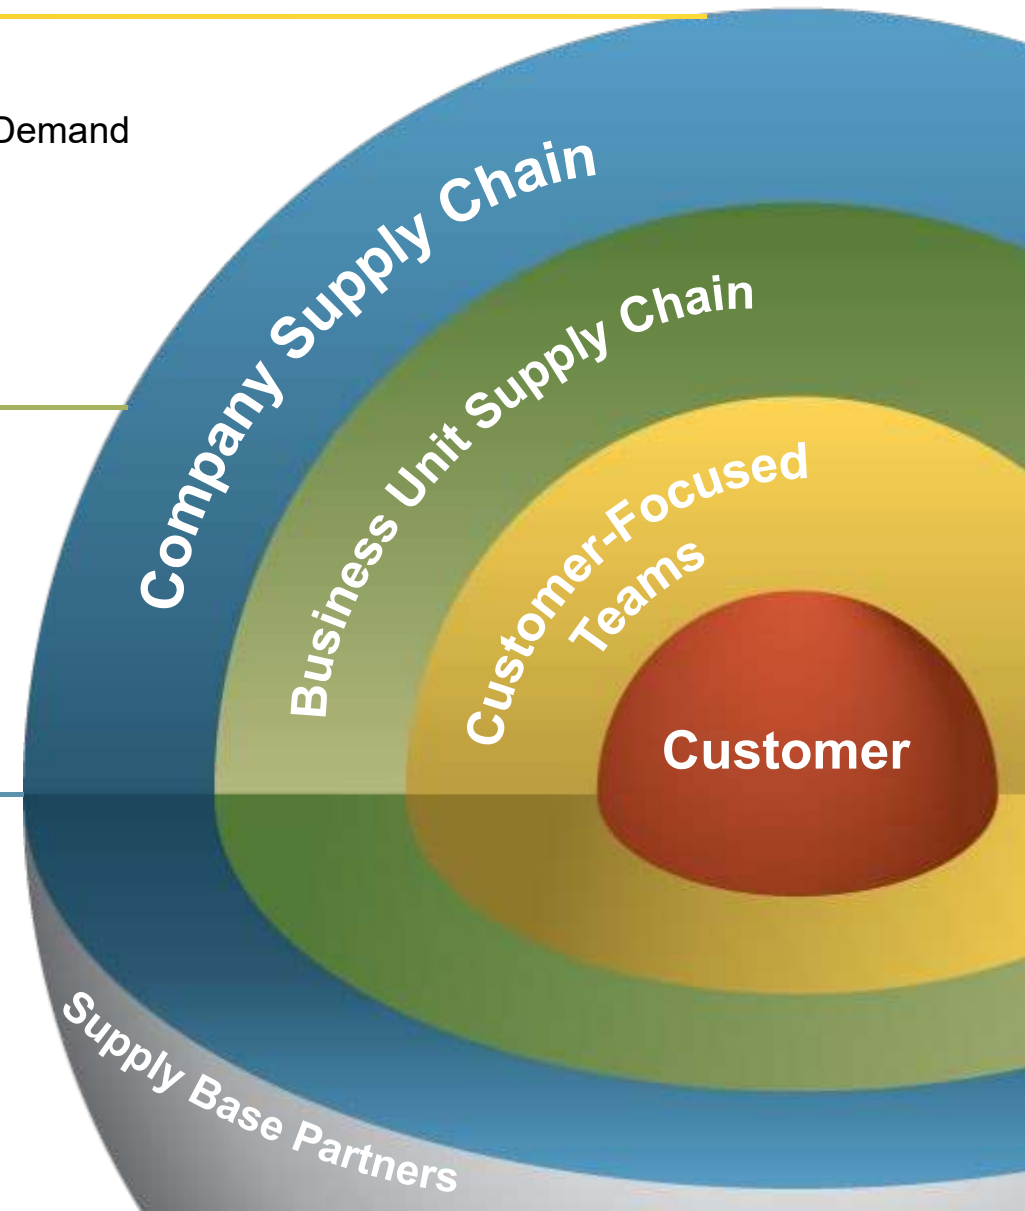 Demand
Company Supply Chain
Business Unit Supply Chain
Customer-Focused
Teams
Customer
Supply Base Partners